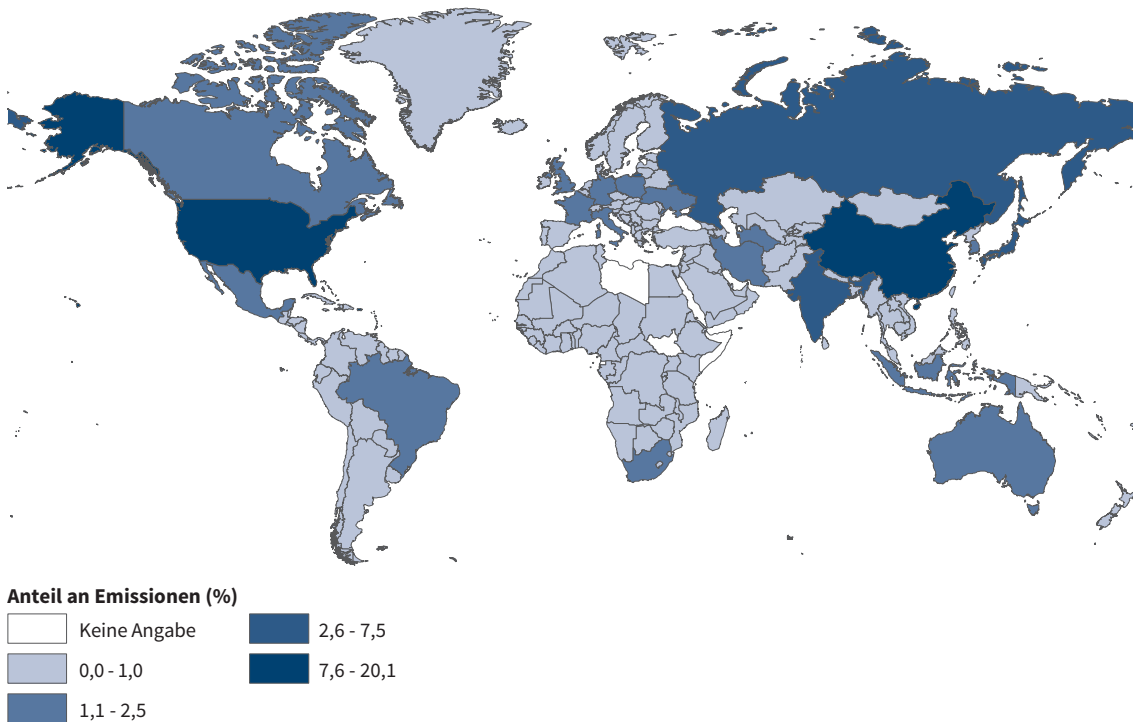 Anteil an Emissionen (%)
Keine Angabe
0,0 - 1,0
1,1 - 2,5
2,6 - 7,5
7,6 - 20,1